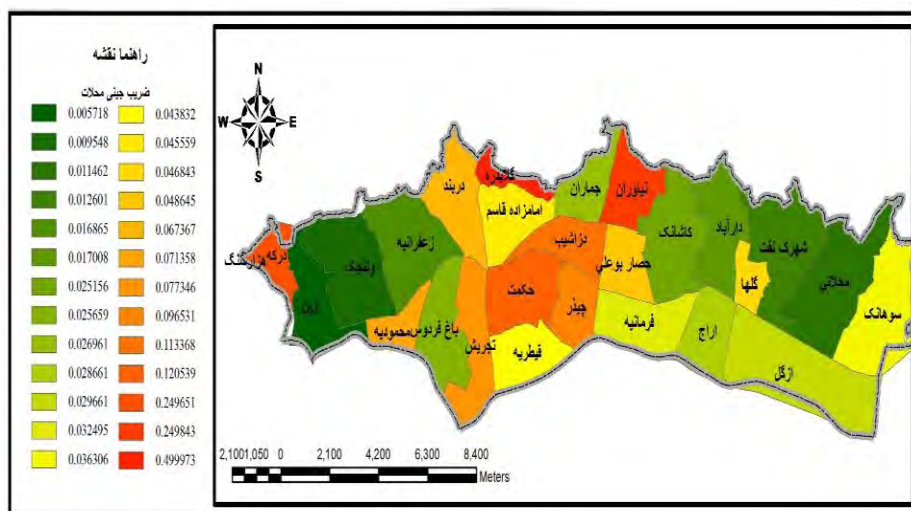 راهنما نقشه
ضریب جینی محلات
0.005718 0.043832
0.009548 0.045559
0.011462 0.046843
0.012601 0.048645
0.016865 0.067367
0.017008 0.071358
0.025156 0.077346
0.025659 0.096531
0.026961 0.113368
0.028661 0.120539
0.029661 0.249651
0.032495 0.249843
0.036306 0.499973
N
W E
S
دربند
گلابدره
امامزاده قاسم
جماران
نیاوران
کاشانک
دارآباد
شهرک نفت
محلاتي
سوهانک
گلها
حصار بوعلي
دزاشیب
زعفرانیه
ولنجک
درکه
اوین
محمودیه
باغ فردوس
تجریش
حکمت
چیذر
قیطریه
فرمانیه
اراج
ازگل
2,1001,050 0 2,100 4,200 6,300 8,400
Meters